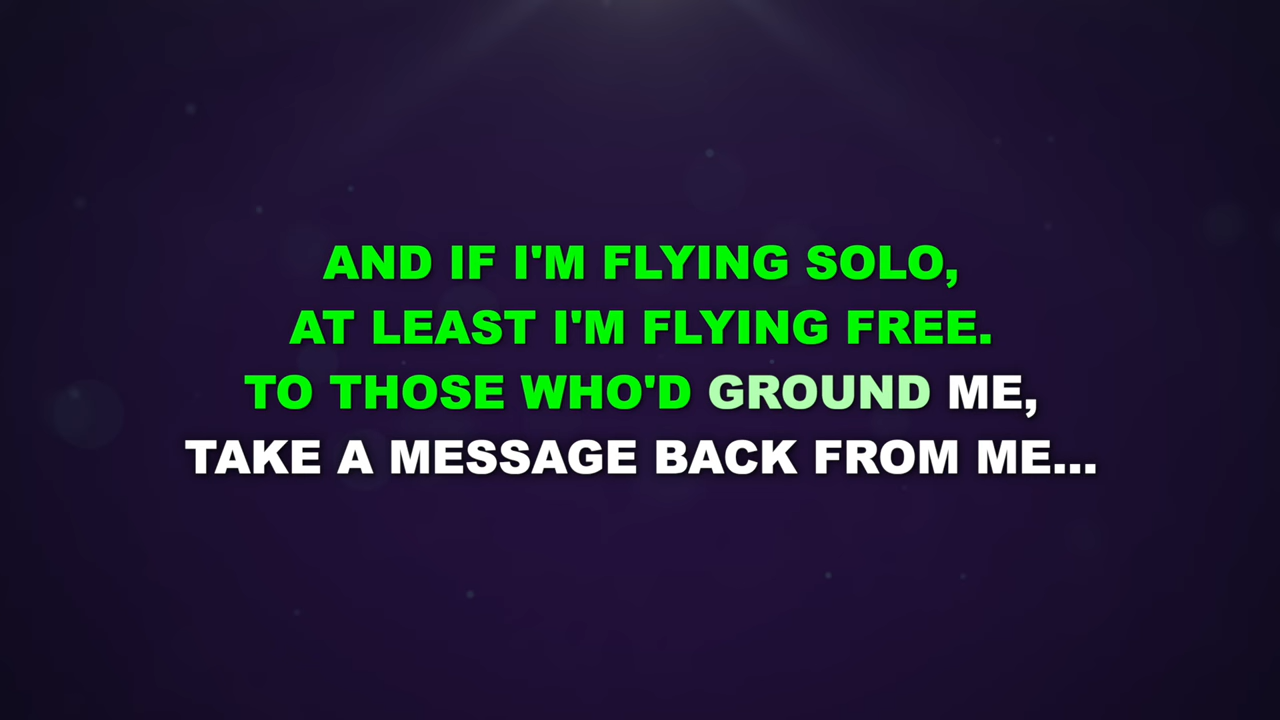 AND IF I'M FLYING SOLO,
AT LEAST I'M FLYING FREE.
TO THOSE WHO'D GROUND ME,
TAKE A MESSAGE BACK FROM ME...